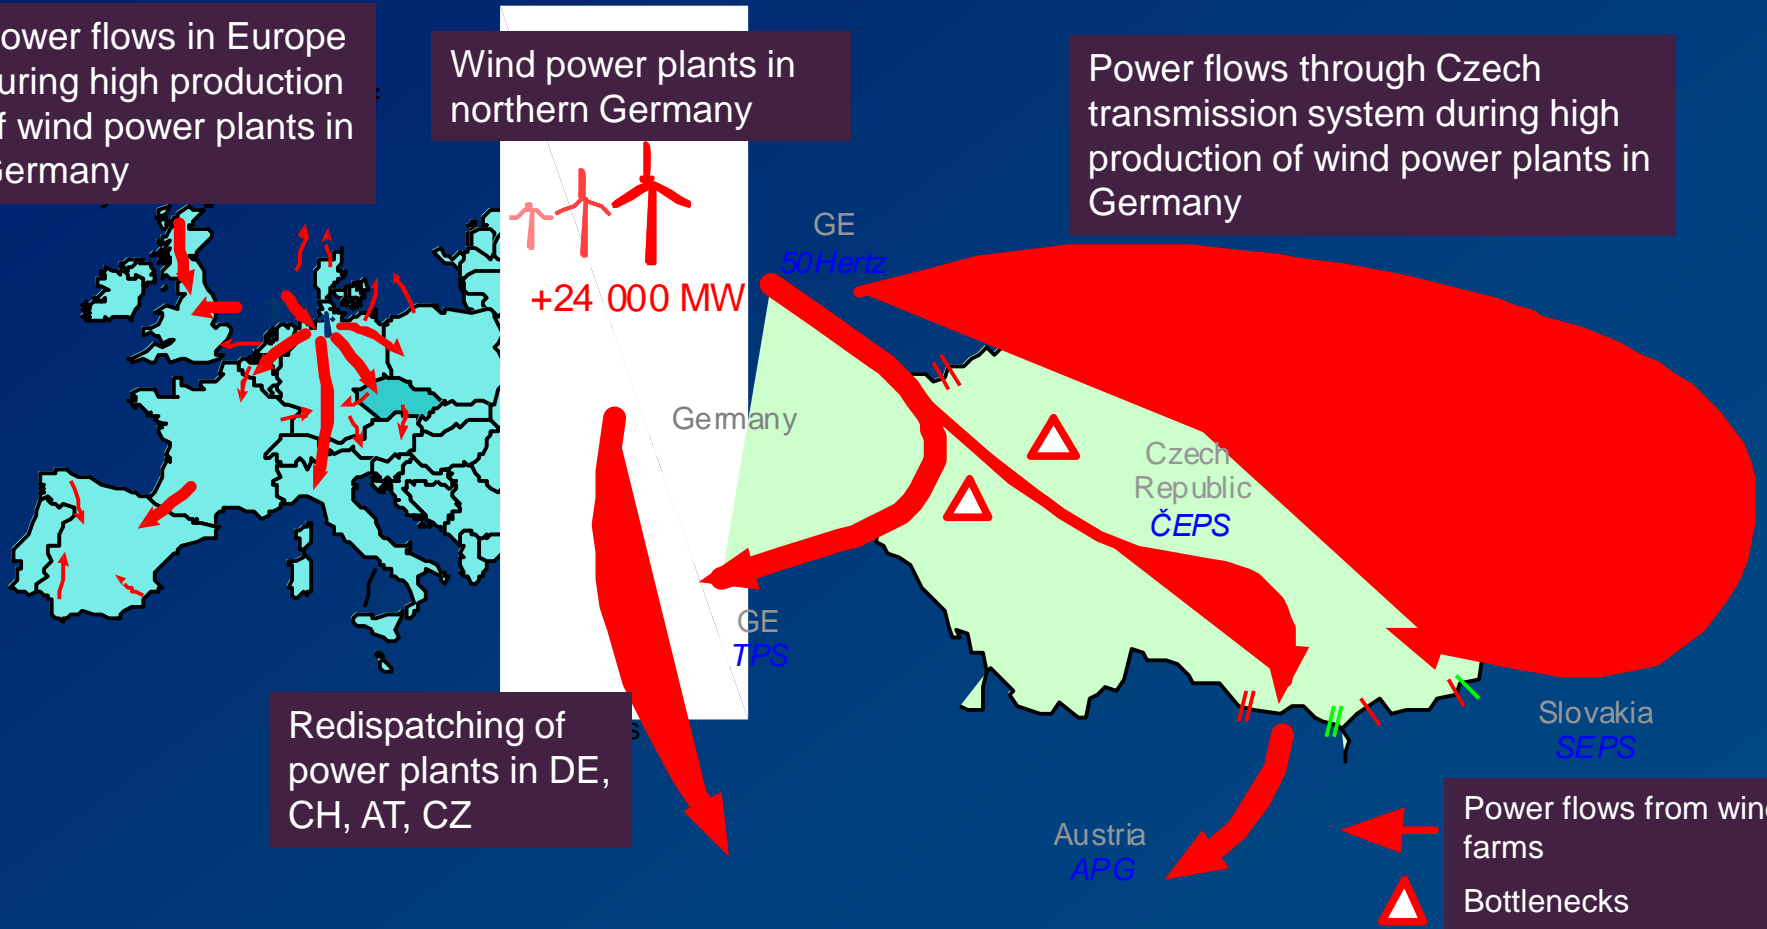 ower flows in Europe
uring high production
f wind power plants in
Germany
Wind power plants in
northern Germany
Power flows through Czech
transmission system during high
production of wind power plants in
Germany
GE
50Hertz
+24 000 MW
Germany
Czech
Republic
ČEPS
GE
TPS
Redispatching of
power plants in DE,
CH, AT, CZ
s
Slovakia
SEPS
Austria
APG
Power flows from wind
farms
Bottlenecks